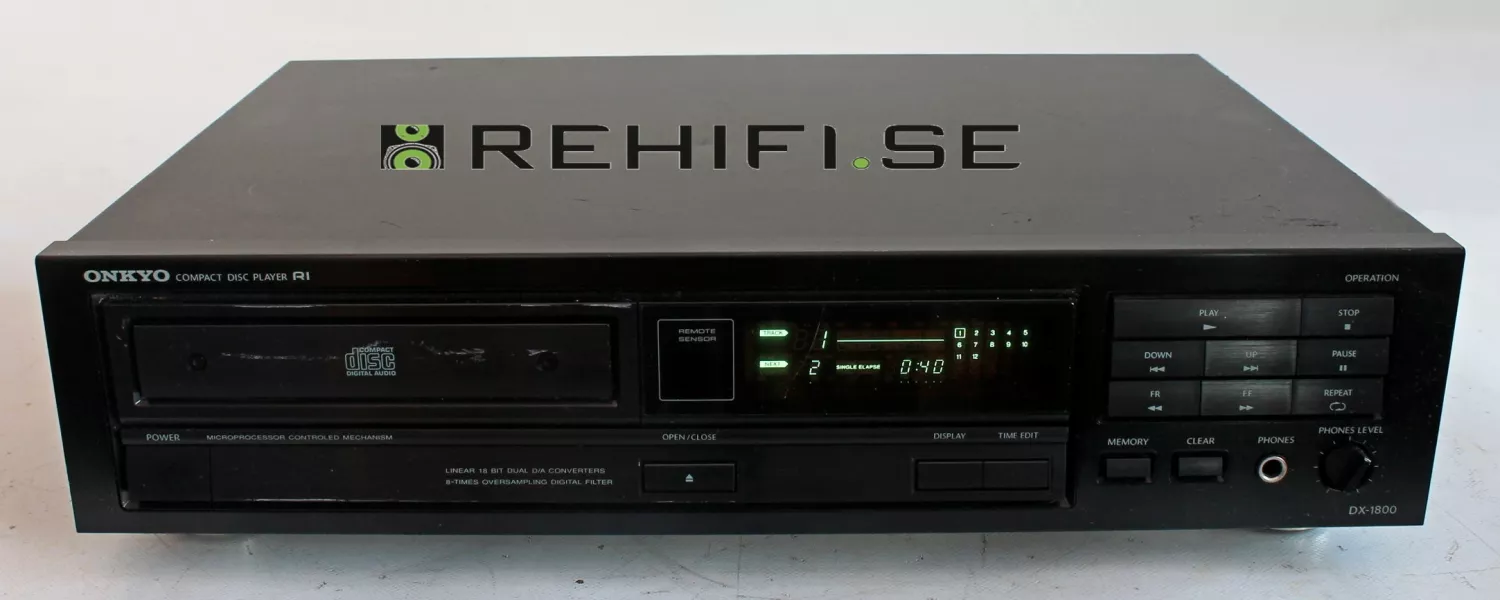 REHIFI.SE
ONKYO COMPACT DISC PLAYER RI
OPERATION
COMPACT
disc
DIGITAL AUDIO
REMOTE
SENSOR
TRACK 1
NEXT 2 SINGLE ELAPSE 0:40
1 2 3 4 5
6 7 8 9 10
11 12
PLAY STOP
DOWN UP PAUSE
FR FF REPEAT
POWER MICROPROCESSOR CONTROLED MECHANISM OPEN/CLOSE DISPLAY TIME EDIT
LINEAR 18 BIT DUAL D/A CONVERTERS
8-TIMES OVERSAMPLING DIGITAL FILTER
MEMORY CLEAR PHONES PHONES LEVEL
DX-1800